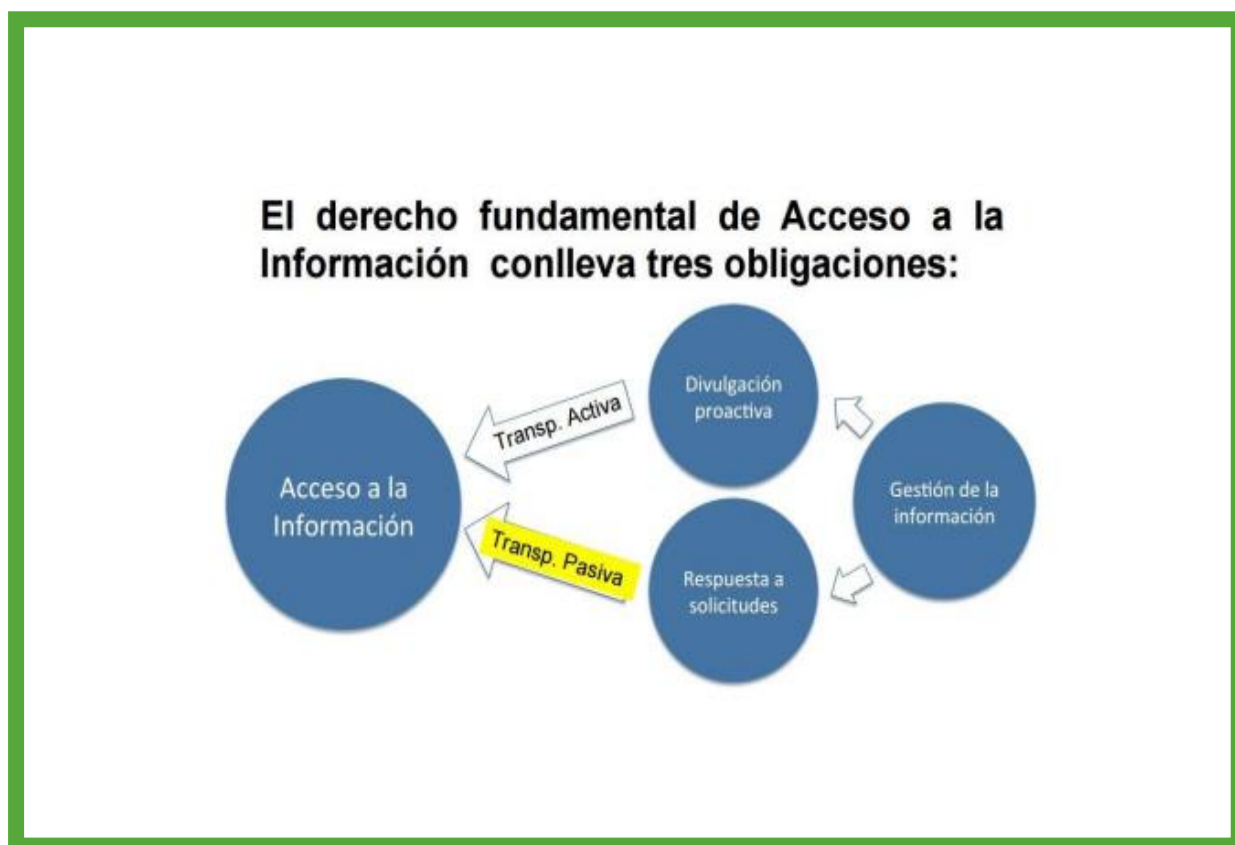 El derecho fundamental de Acceso a la
Información conlleva tres obligaciones:
Divulgación
proactiva
Transp. Activa
Acceso a la
Información
Gestión de la
información
Transp. Pasiva
Respuesta a
solicitudes